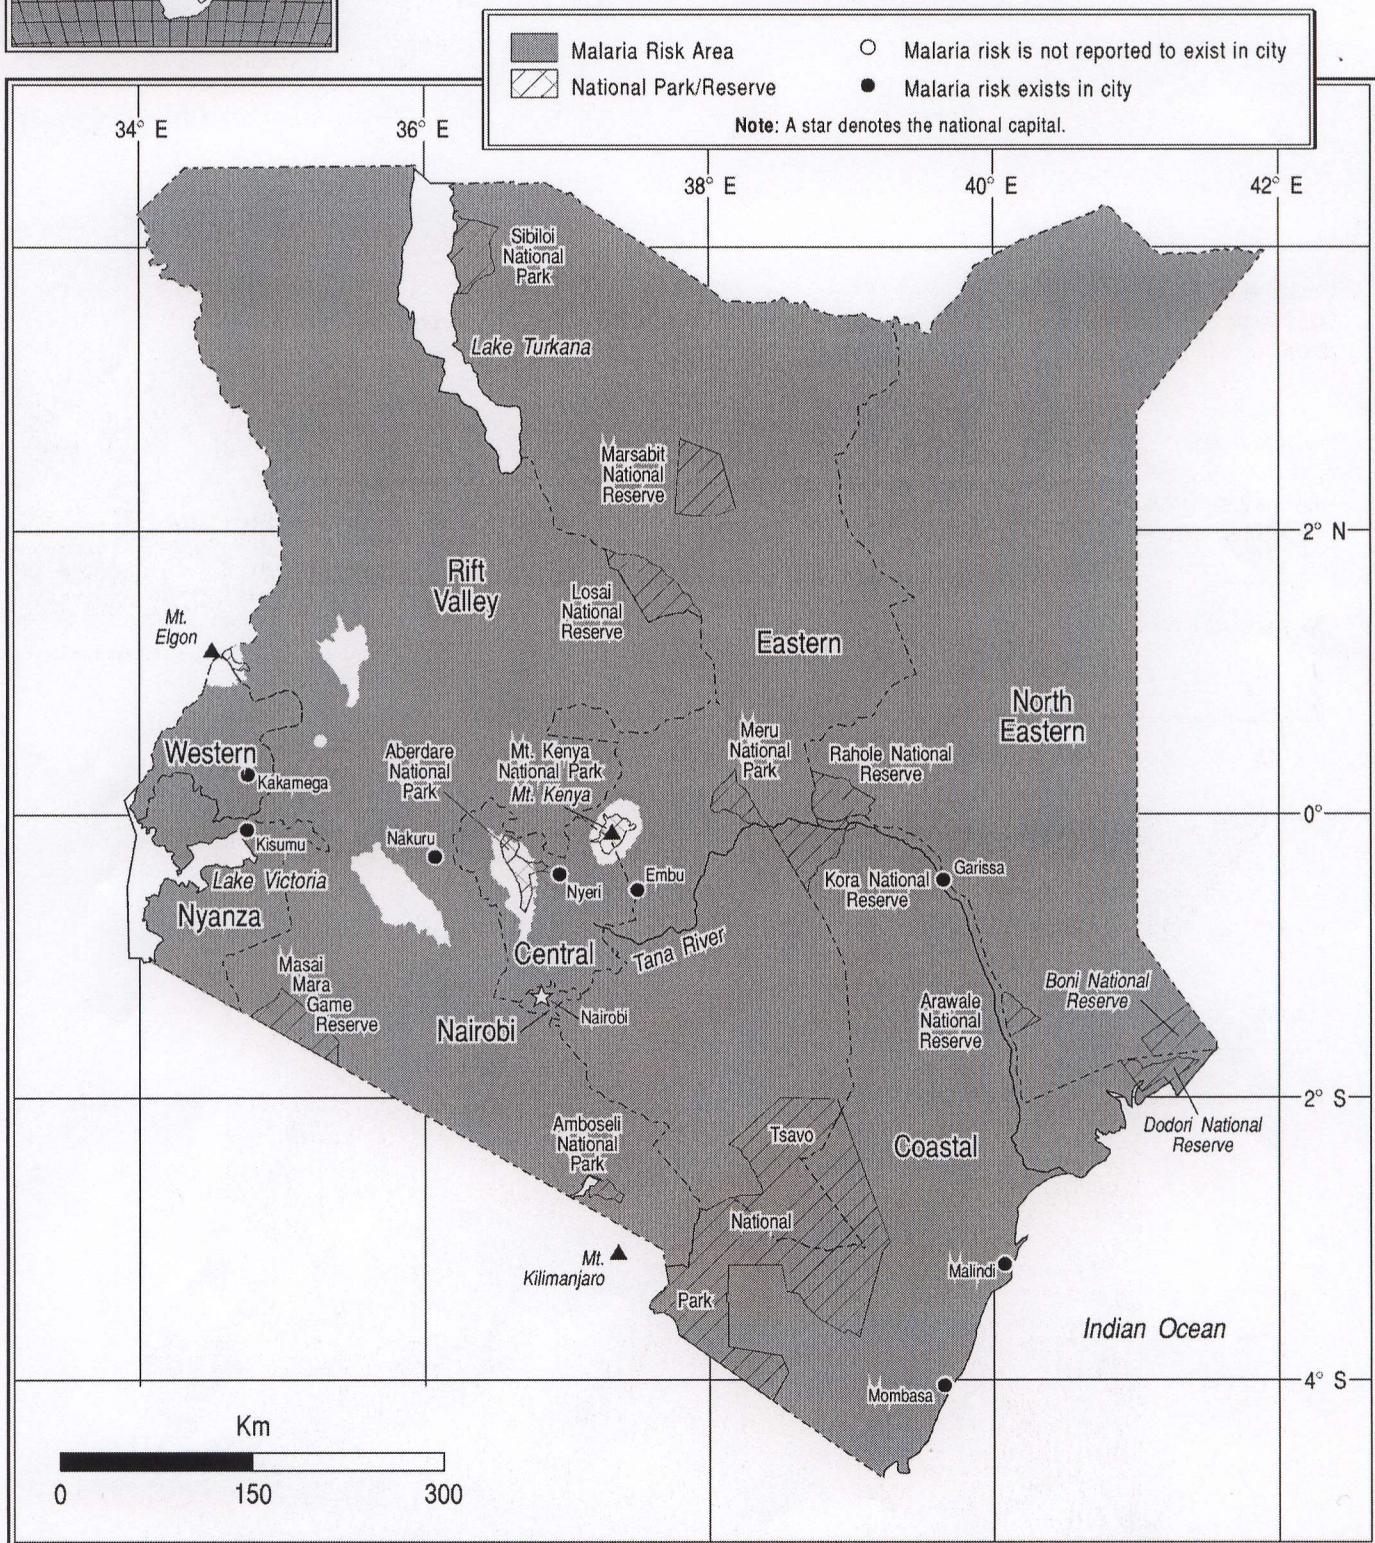 Malaria Risk Area
National Park/Reserve
Malaria risk is not reported to exist in city
Malaria risk exists in city
Note: A star denotes the national capital.
34° E
36° E
38° E
40° E
42° E
Sibiloi
National
Park
Lake Turkana
Marsabit
National
Reserve
2° N
Rift
Valley
Losai
National
Reserve
Mt.
Elgon
Eastern
North
Eastern
Western
Kakamega
Aberdare
National
Park
Mt. Kenya
National Park
Mt. Kenya
Meru
National
Park
Rahole National
Reserve
0°
Kisumu
Nakuru
Lake Victoria
Nyeri
Embu
Kora National
Reserve
Garissa
Nyanza
Central
Tana River
Masai
Mara
Game
Reserve
Nairobi
Nairobi
Arawale
National
Reserve
Boni National
Reserve
2° S
Dodori National
Reserve
Amboseli
National
Park
Tsavo
National
Park
Coastal
Mt.
Kilimanjaro
Malindi
Indian Ocean
Mombasa
4° S
Km
0
150
300